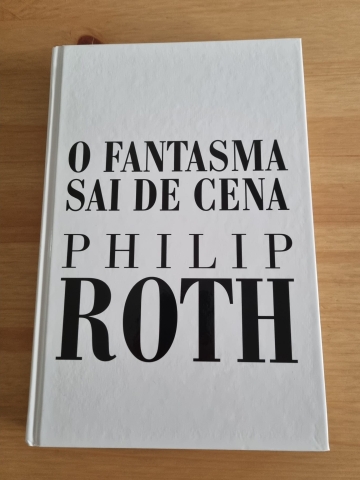 O FANTASMA
SAI DE CENA
PHILIP
ROTH